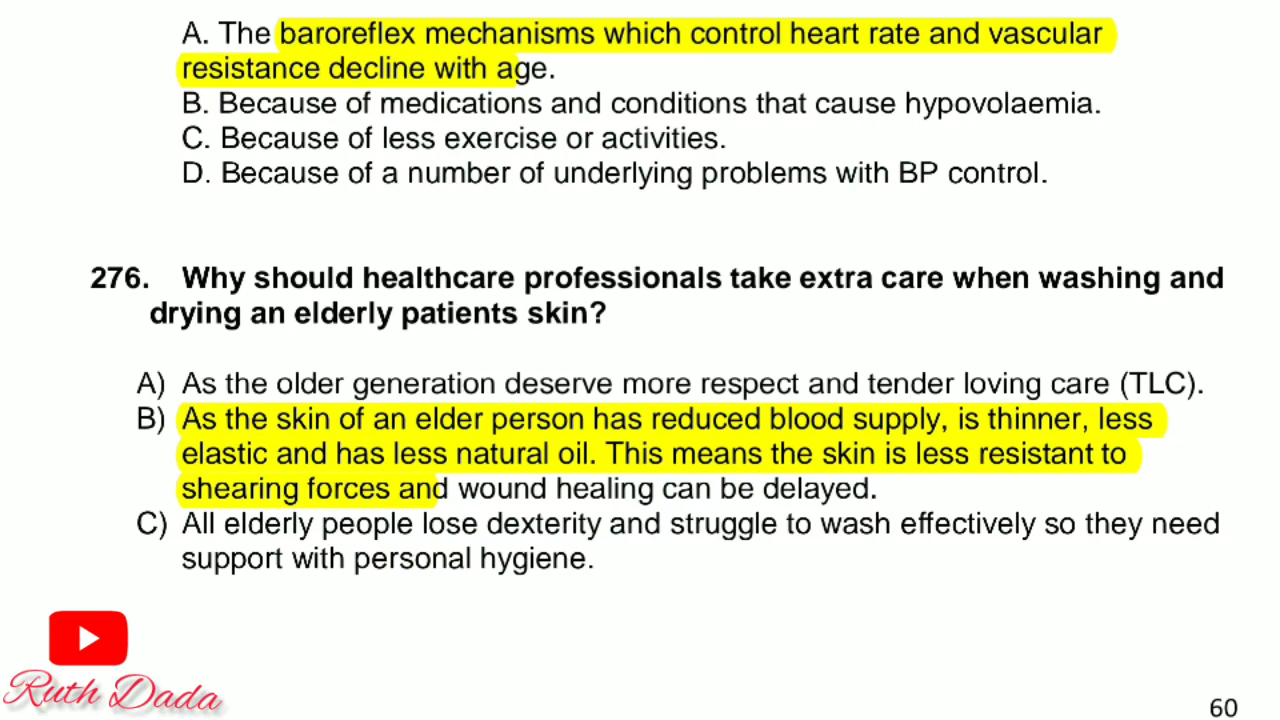 A. The baroreflex mechanisms which control heart rate and vascular
resistance decline with age.
B. Because of medications and conditions that cause hypovolaemia.
C. Because of less exercise or activities.
D. Because of a number of underlying problems with BP control.
276. Why should healthcare professionals take extra care when washing and
drying an elderly patients skin?
A) As the older generation deserve more respect and tender loving care (TLC).
B) As the skin of an elder person has reduced blood supply, is thinner, less
elastic and has less natural oil. This means the skin is less resistant to
shearing forces and wound healing can be delayed.
C) All elderly people lose dexterity and struggle to wash effectively so they need
support with personal hygiene.
Ruth Dada
60